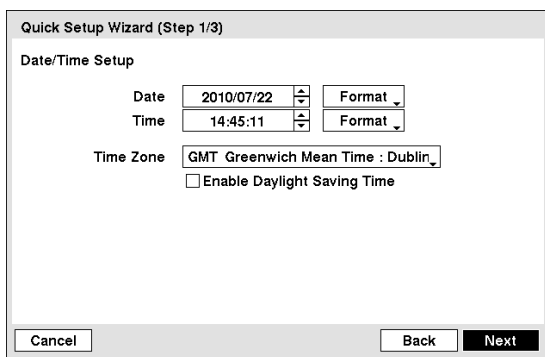 Quick Setup Wizard (Step 1/3)
Date/Time Setup
Date 2010/07/22 Format
Time 14:45:11 Format
Time Zone GMT Greenwich Mean Time : Dublin
Enable Daylight Saving Time
Cancel Back Next